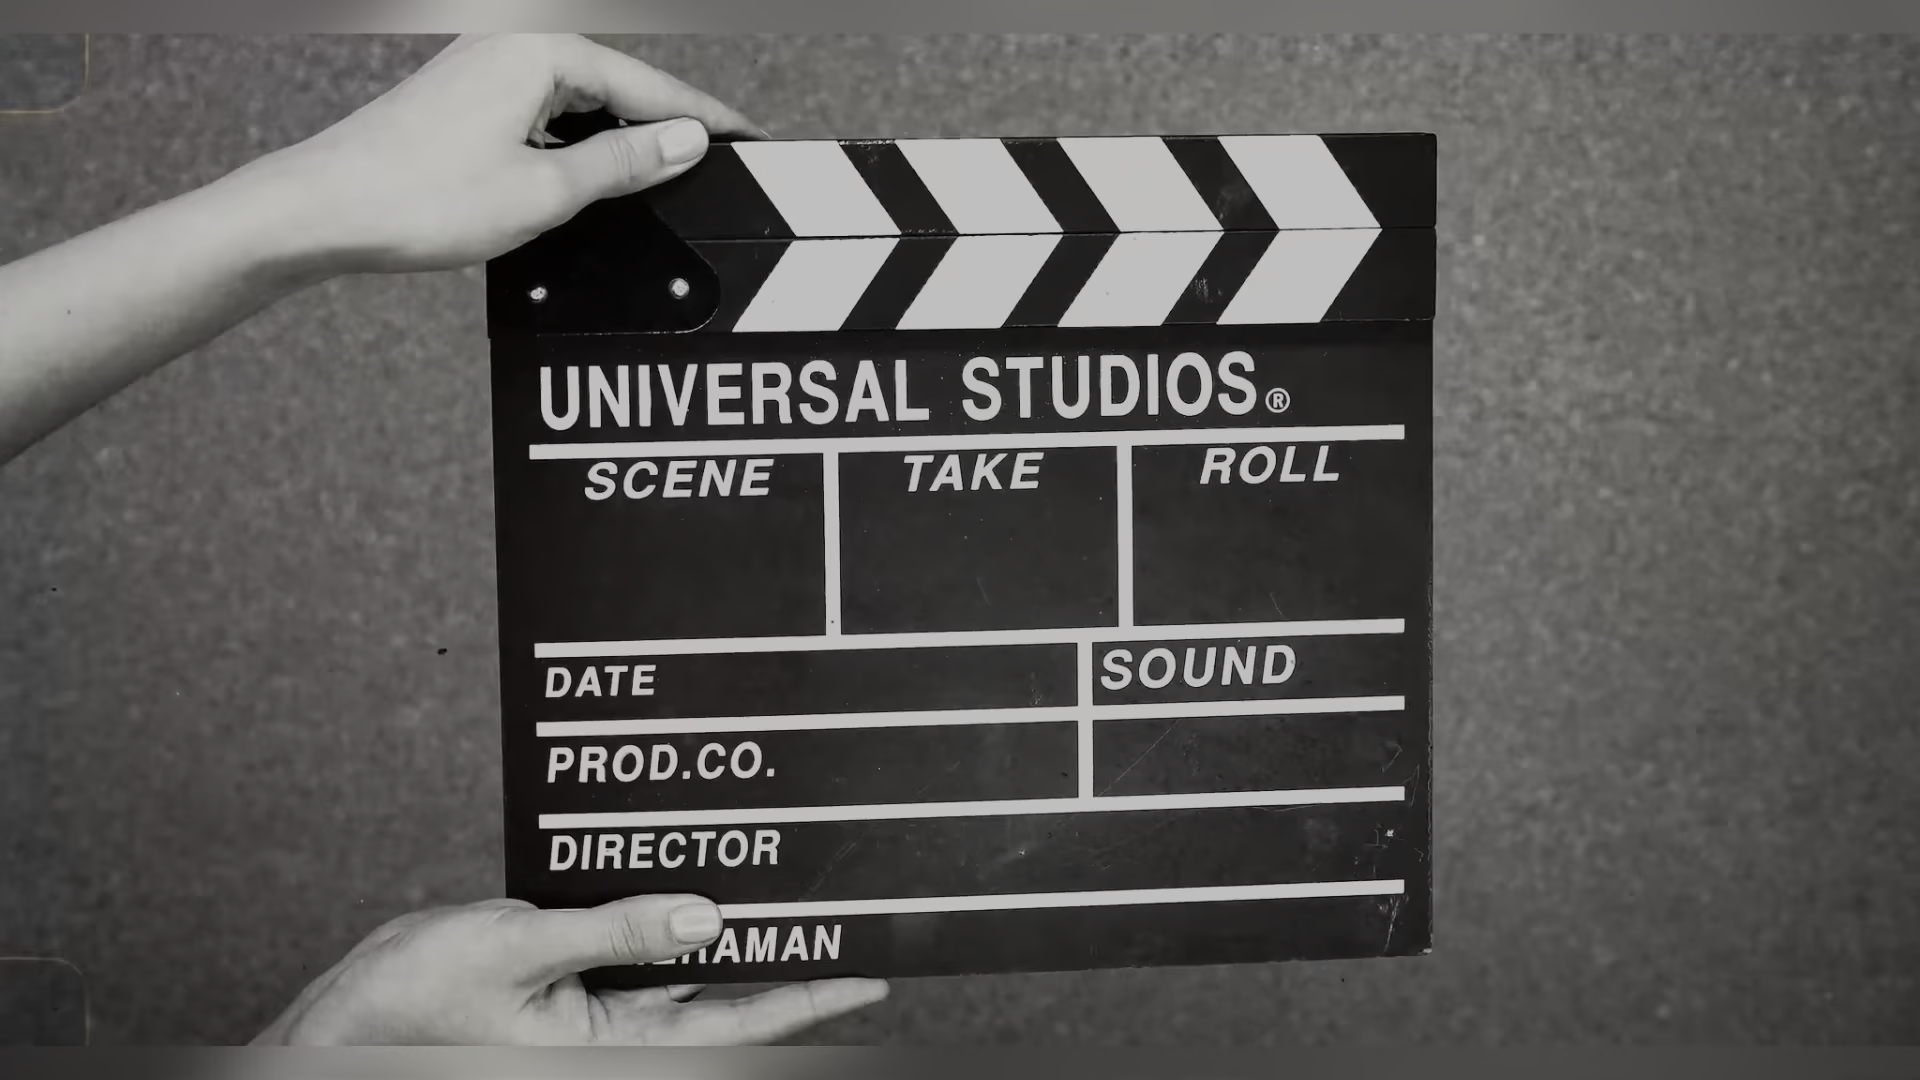 UNIVERSAL STUDIOS®
SCENE TAKE ROLL
DATE SOUND
PROD.CO.
DIRECTOR